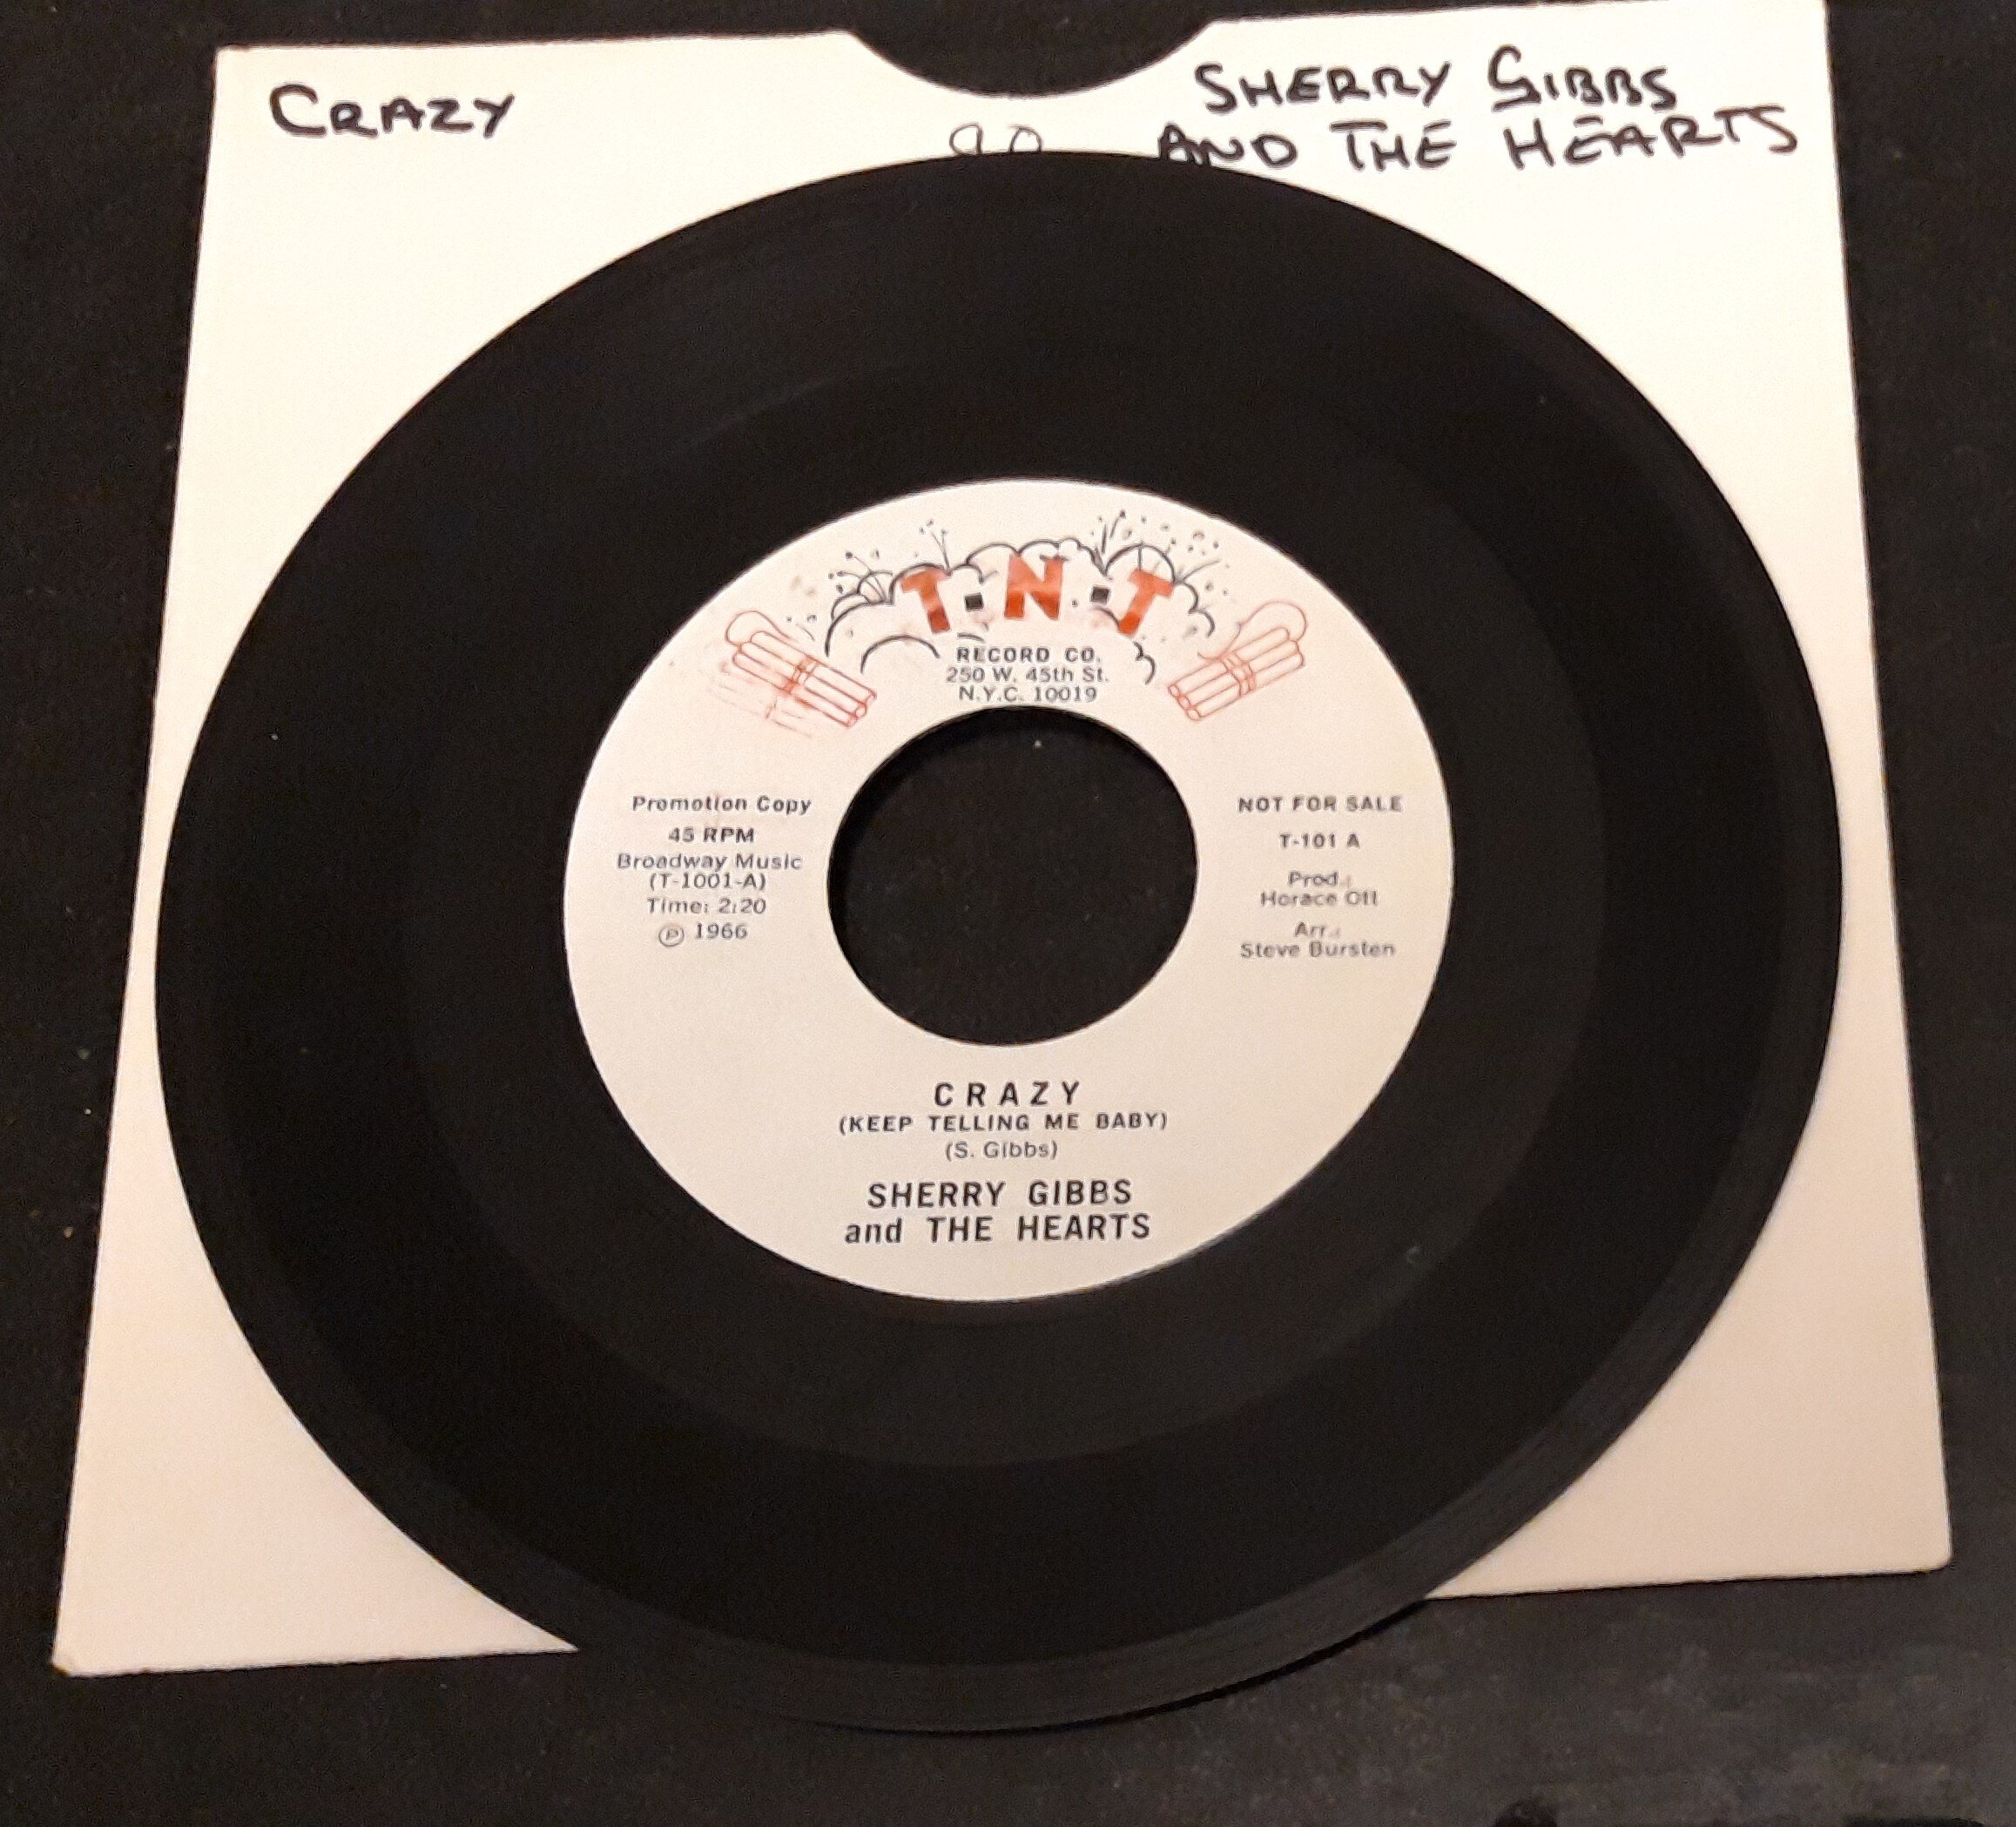 CRAZY
SHERRY GIBBS
AND THE HEARTS
T.N.T
RECORD CO.
250 W. 45th St.
N.Y.C. 10019
Promotion Copy
45 RPM
Broadway Music
(T-1001-A)
Time: 2:20
Ⓟ 1966
NOT FOR SALE
T-101 A
Prod.:
Horace Ott
Arr.:
Steve Bursten
CRAZY
(KEEP TELLING ME BABY)
(S. Gibbs)
SHERRY GIBBS
and THE HEARTS